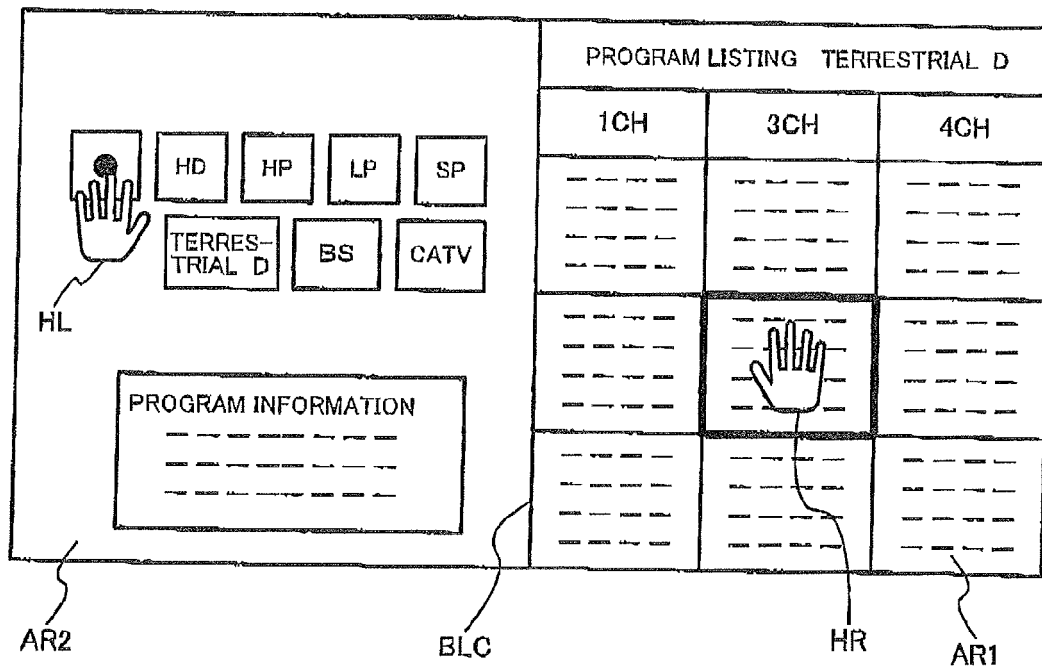 PROGRAM LISTING TERRESTRIAL D
1CH 3CH 4CH
HD HP LP SP
TERRES-
TRIAL D
BS CATV
HL
PROGRAM INFORMATION
AR2 BLC HR AR1